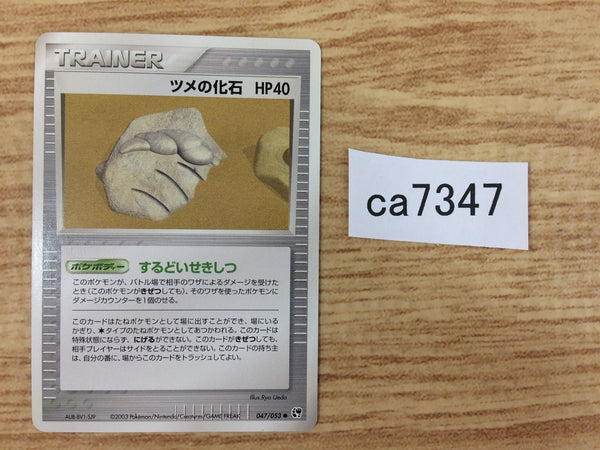 TRAINER
ツメの化石 HP40
ポケボディー するどいせきしつ
このポケモンが、バトル場で相手のワザによるダメージを受けた
とき(このポケモンがきぜつしても)、そのワザを使ったポケモンに
ダメージカウンターを1個のせる。
このカードはたねポケモンとして場に出すことができ、場にいる
かぎり、タイプのたねポケモンとしてあつかわれる。このカードは
特殊状態にならず、にげるができない。このカードがきぜつしても、
相手プレイヤーはサイドをとることができない。このカードの持ち主
は、自分の番に、場からこのカードをトラッシュしてよい。
Illus.Ryo Ueda
AUB-BV1-SJ9 ©2003 Pokémon/Nintendo/Creatures/GAME FREAK 047/053 ●
ca7347